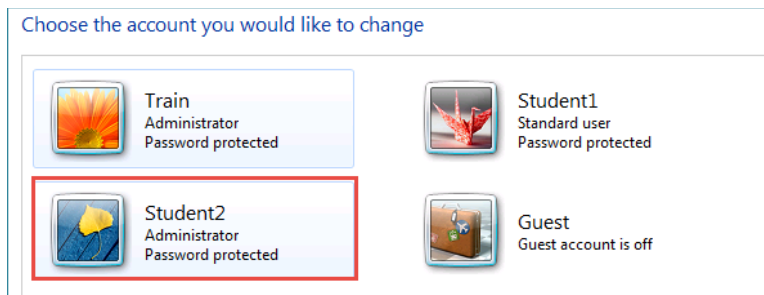 Choose the account you would like to change
Train
Administrator
Password protected
Student1
Standard user
Password protected
Student2
Administrator
Password protected
Guest
Guest account is off